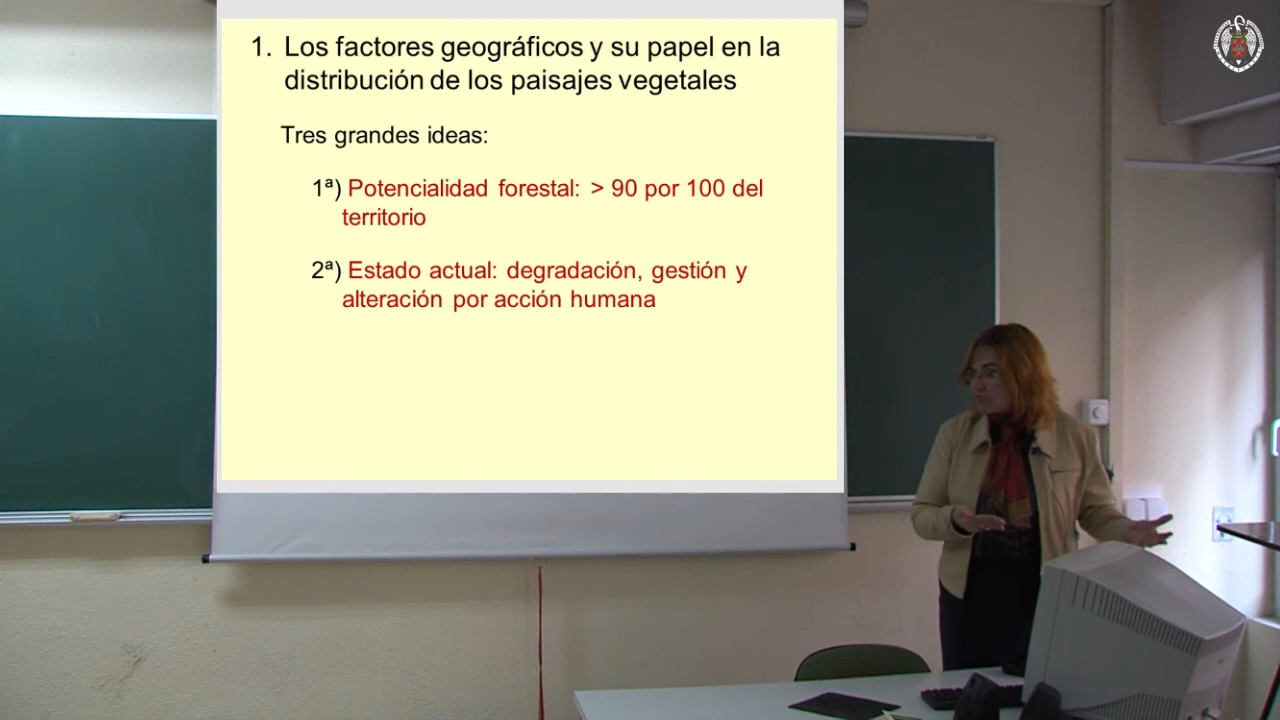 1. Los factores geográficos y su papel en la
distribución de los paisajes vegetales
Tres grandes ideas:
1ª) Potencialidad forestal: > 90 por 100 del
territorio
2ª) Estado actual: degradación, gestión y
alteración por acción humana